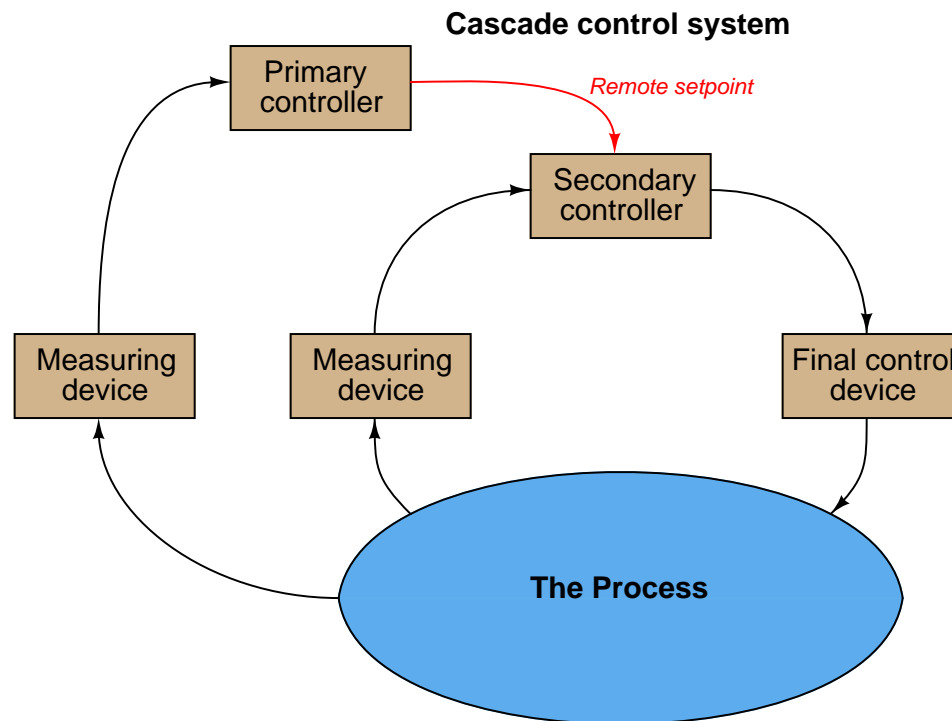 Cascade control system
Primary
controller
Remote setpoint
Secondary
controller
Measuring
device
Measuring
device
Final control
device
The Process